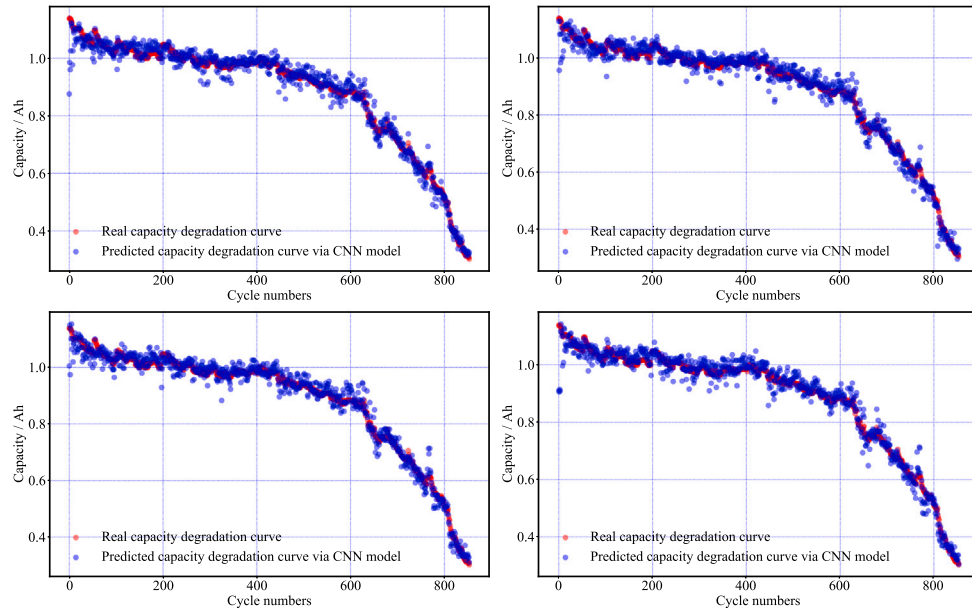 1.0
0.8
0.6
0.4
Capacity / Ah
Real capacity degradation curve
Predicted capacity degradation curve via CNN model
0 200 400 600 800
Cycle numbers
1.0
0.8
0.6
0.4
Capacity / Ah
Real capacity degradation curve
Predicted capacity degradation curve via CNN model
0 200 400 600 800
Cycle numbers
1.0
0.8
0.6
0.4
Capacity / Ah
Real capacity degradation curve
Predicted capacity degradation curve via CNN model
0 200 400 600 800
Cycle numbers
1.0
0.8
0.6
0.4
Capacity / Ah
Real capacity degradation curve
Predicted capacity degradation curve via CNN model
0 200 400 600 800
Cycle numbers